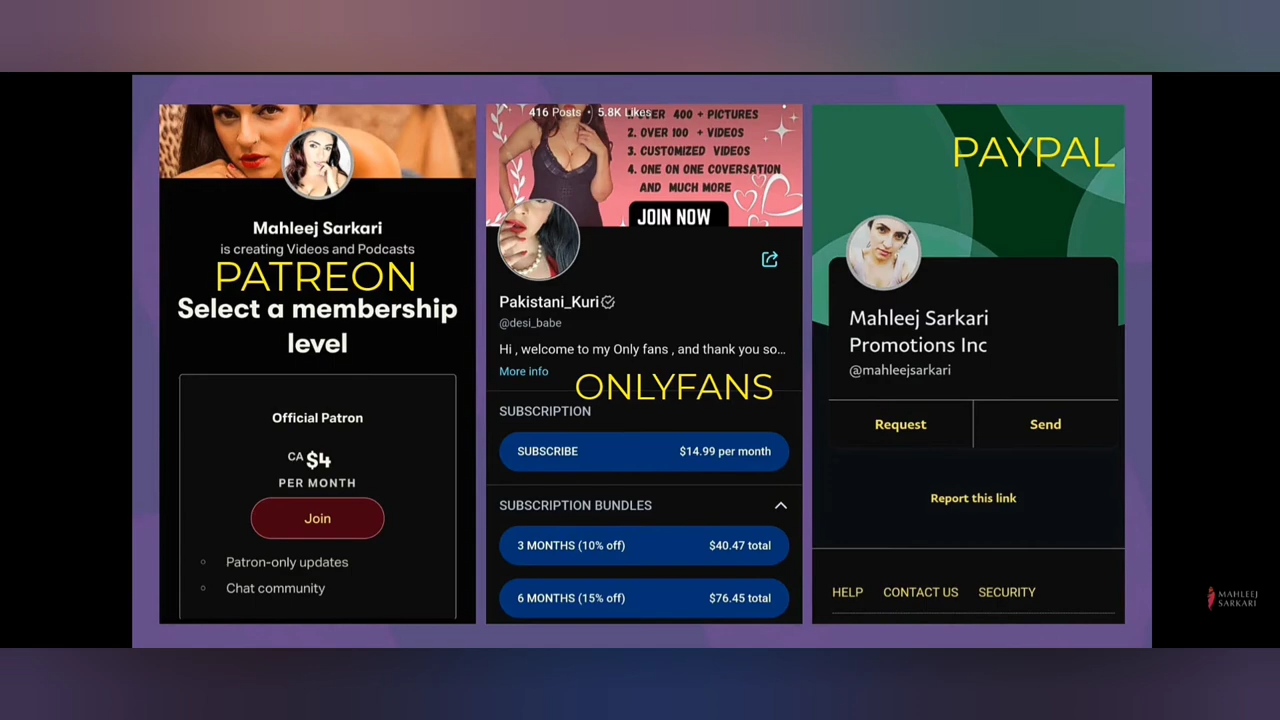 Mahleej Sarkari
is creating Videos and Podcasts
PATREON
Select a membership
level
Official Patron
CA $4
PER MONTH
Join
Patron-only updates
Chat community
416 Posts • 5.8K Likes
OVER 400 + PICTURES
2. OVER 100 + VIDEOS
3. CUSTOMIZED VIDEOS
4. ONE ON ONE COVERSATION
AND MUCH MORE
JOIN NOW
Pakistani_Kuri
@desi_babe
Hi , welcome to my Only fans , and thank you so...
More info
ONLYFANS
SUBSCRIPTION
SUBSCRIBE $14.99 per month
SUBSCRIPTION BUNDLES
3 MONTHS (10% off) $40.47 total
6 MONTHS (15% off) $76.45 total
PAYPAL
Mahleej Sarkari
Promotions Inc
@mahleejsarkari
Request Send
Report this link
HELP CONTACT US SECURITY
MAHLEEJ
SARKARI